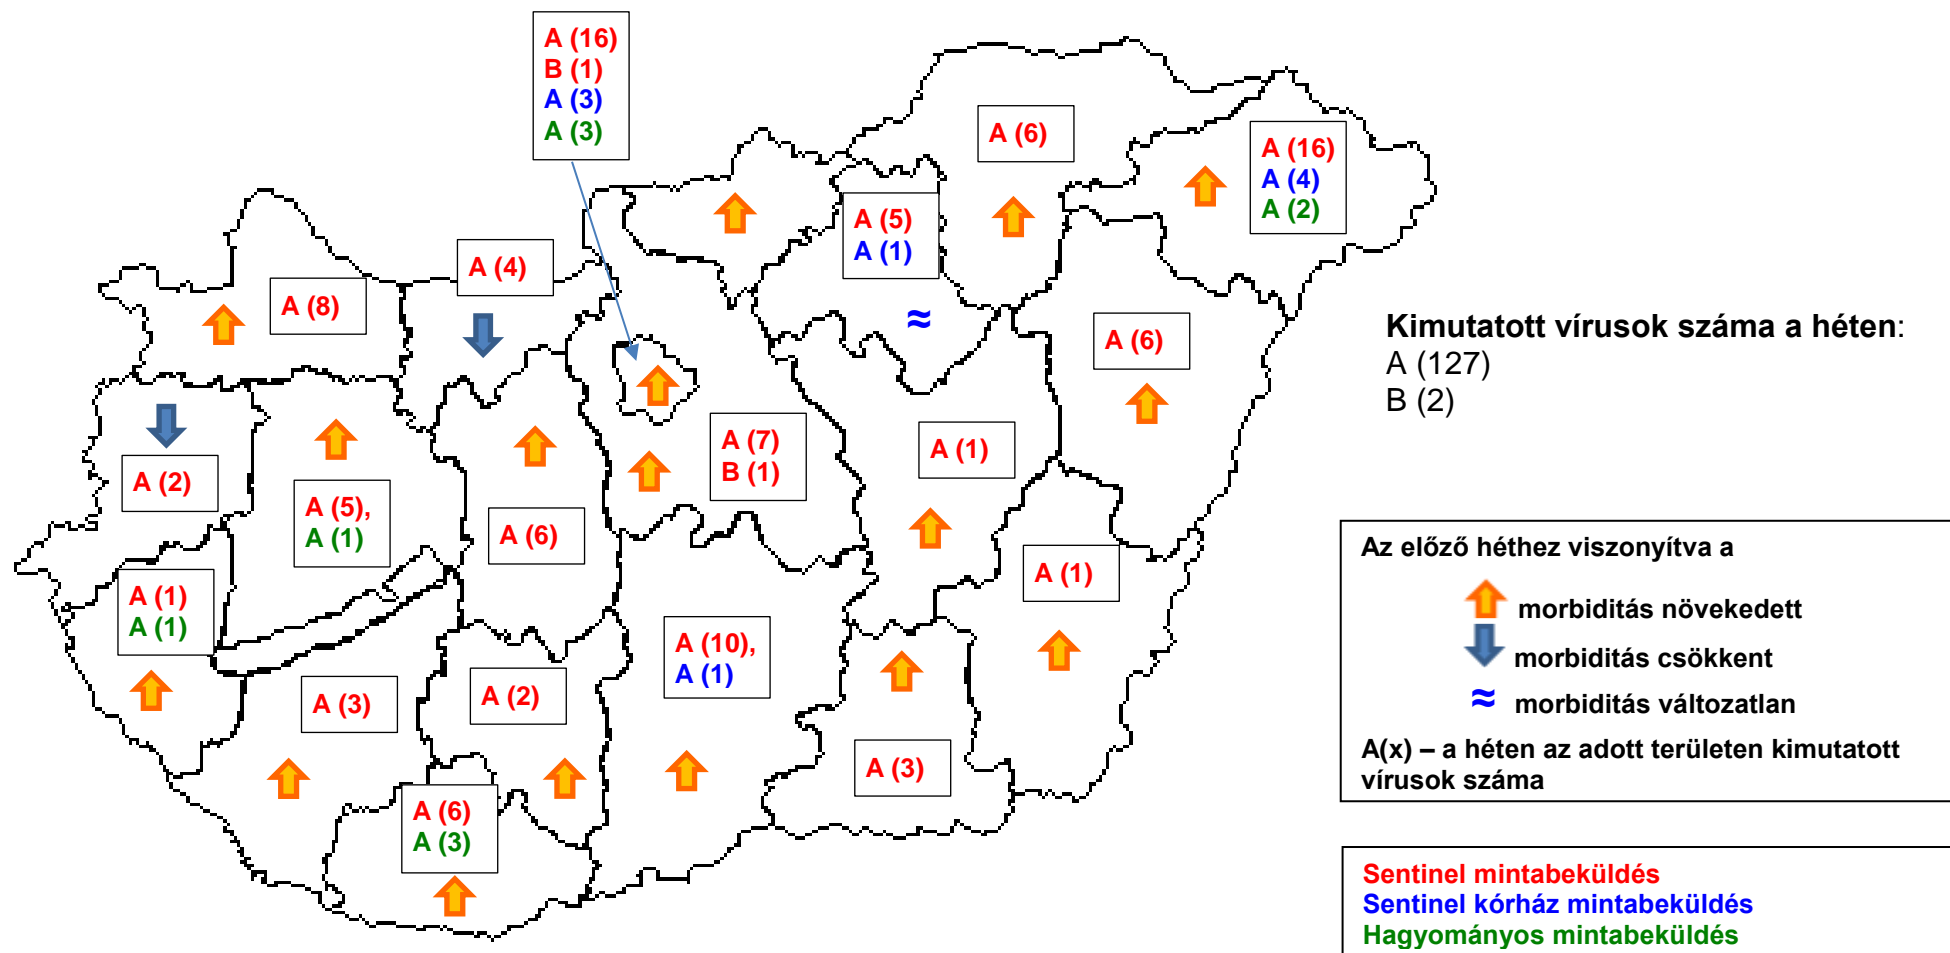 A (16)
B (1)
A (3)
A (3)
A (6)
A (16)
A (4)
A (2)
A (5)
A (1)
A (4)
A (8)
A (6)
Kimutatott vírusok száma a héten:
A (127)
B (2)
A (7)
B (1)
A (1)
A (2)
A (5),
A (1)
A (6)
A (1)
A (1)
A (1)
A (10),
A (1)
A (3)
A (2)
A (3)
A (6)
A (3)
Az előző héthez viszonyítva a
morbiditás növekedett
morbiditás csökkent
≈ morbiditás változatlan
A(x) – a héten az adott területen kimutatott
vírusok száma
Sentinel mintabeküldés
Sentinel kórház mintabeküldés
Hagyományos mintabeküldés